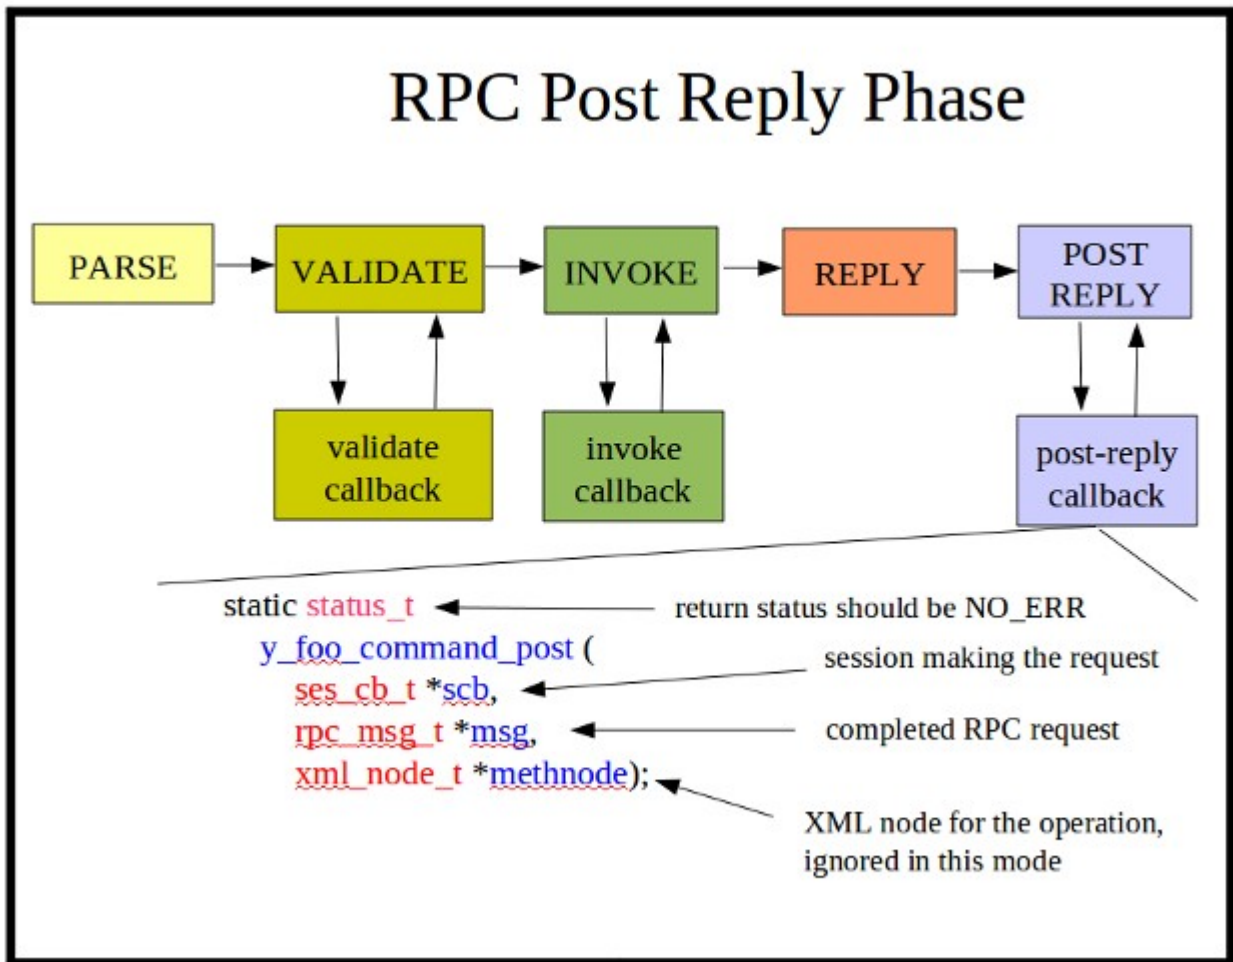 RPC Post Reply Phase
PARSE
VALIDATE
INVOKE
REPLY
POST
REPLY
validate
callback
invoke
callback
post-reply
callback
static status_t
return status should be NO_ERR
y_foo_command_post (
session making the request
ses_cb_t *scb,
rpc_msg_t *msg,
completed RPC request
xml_node_t *methnode);
XML node for the operation,
ignored in this mode